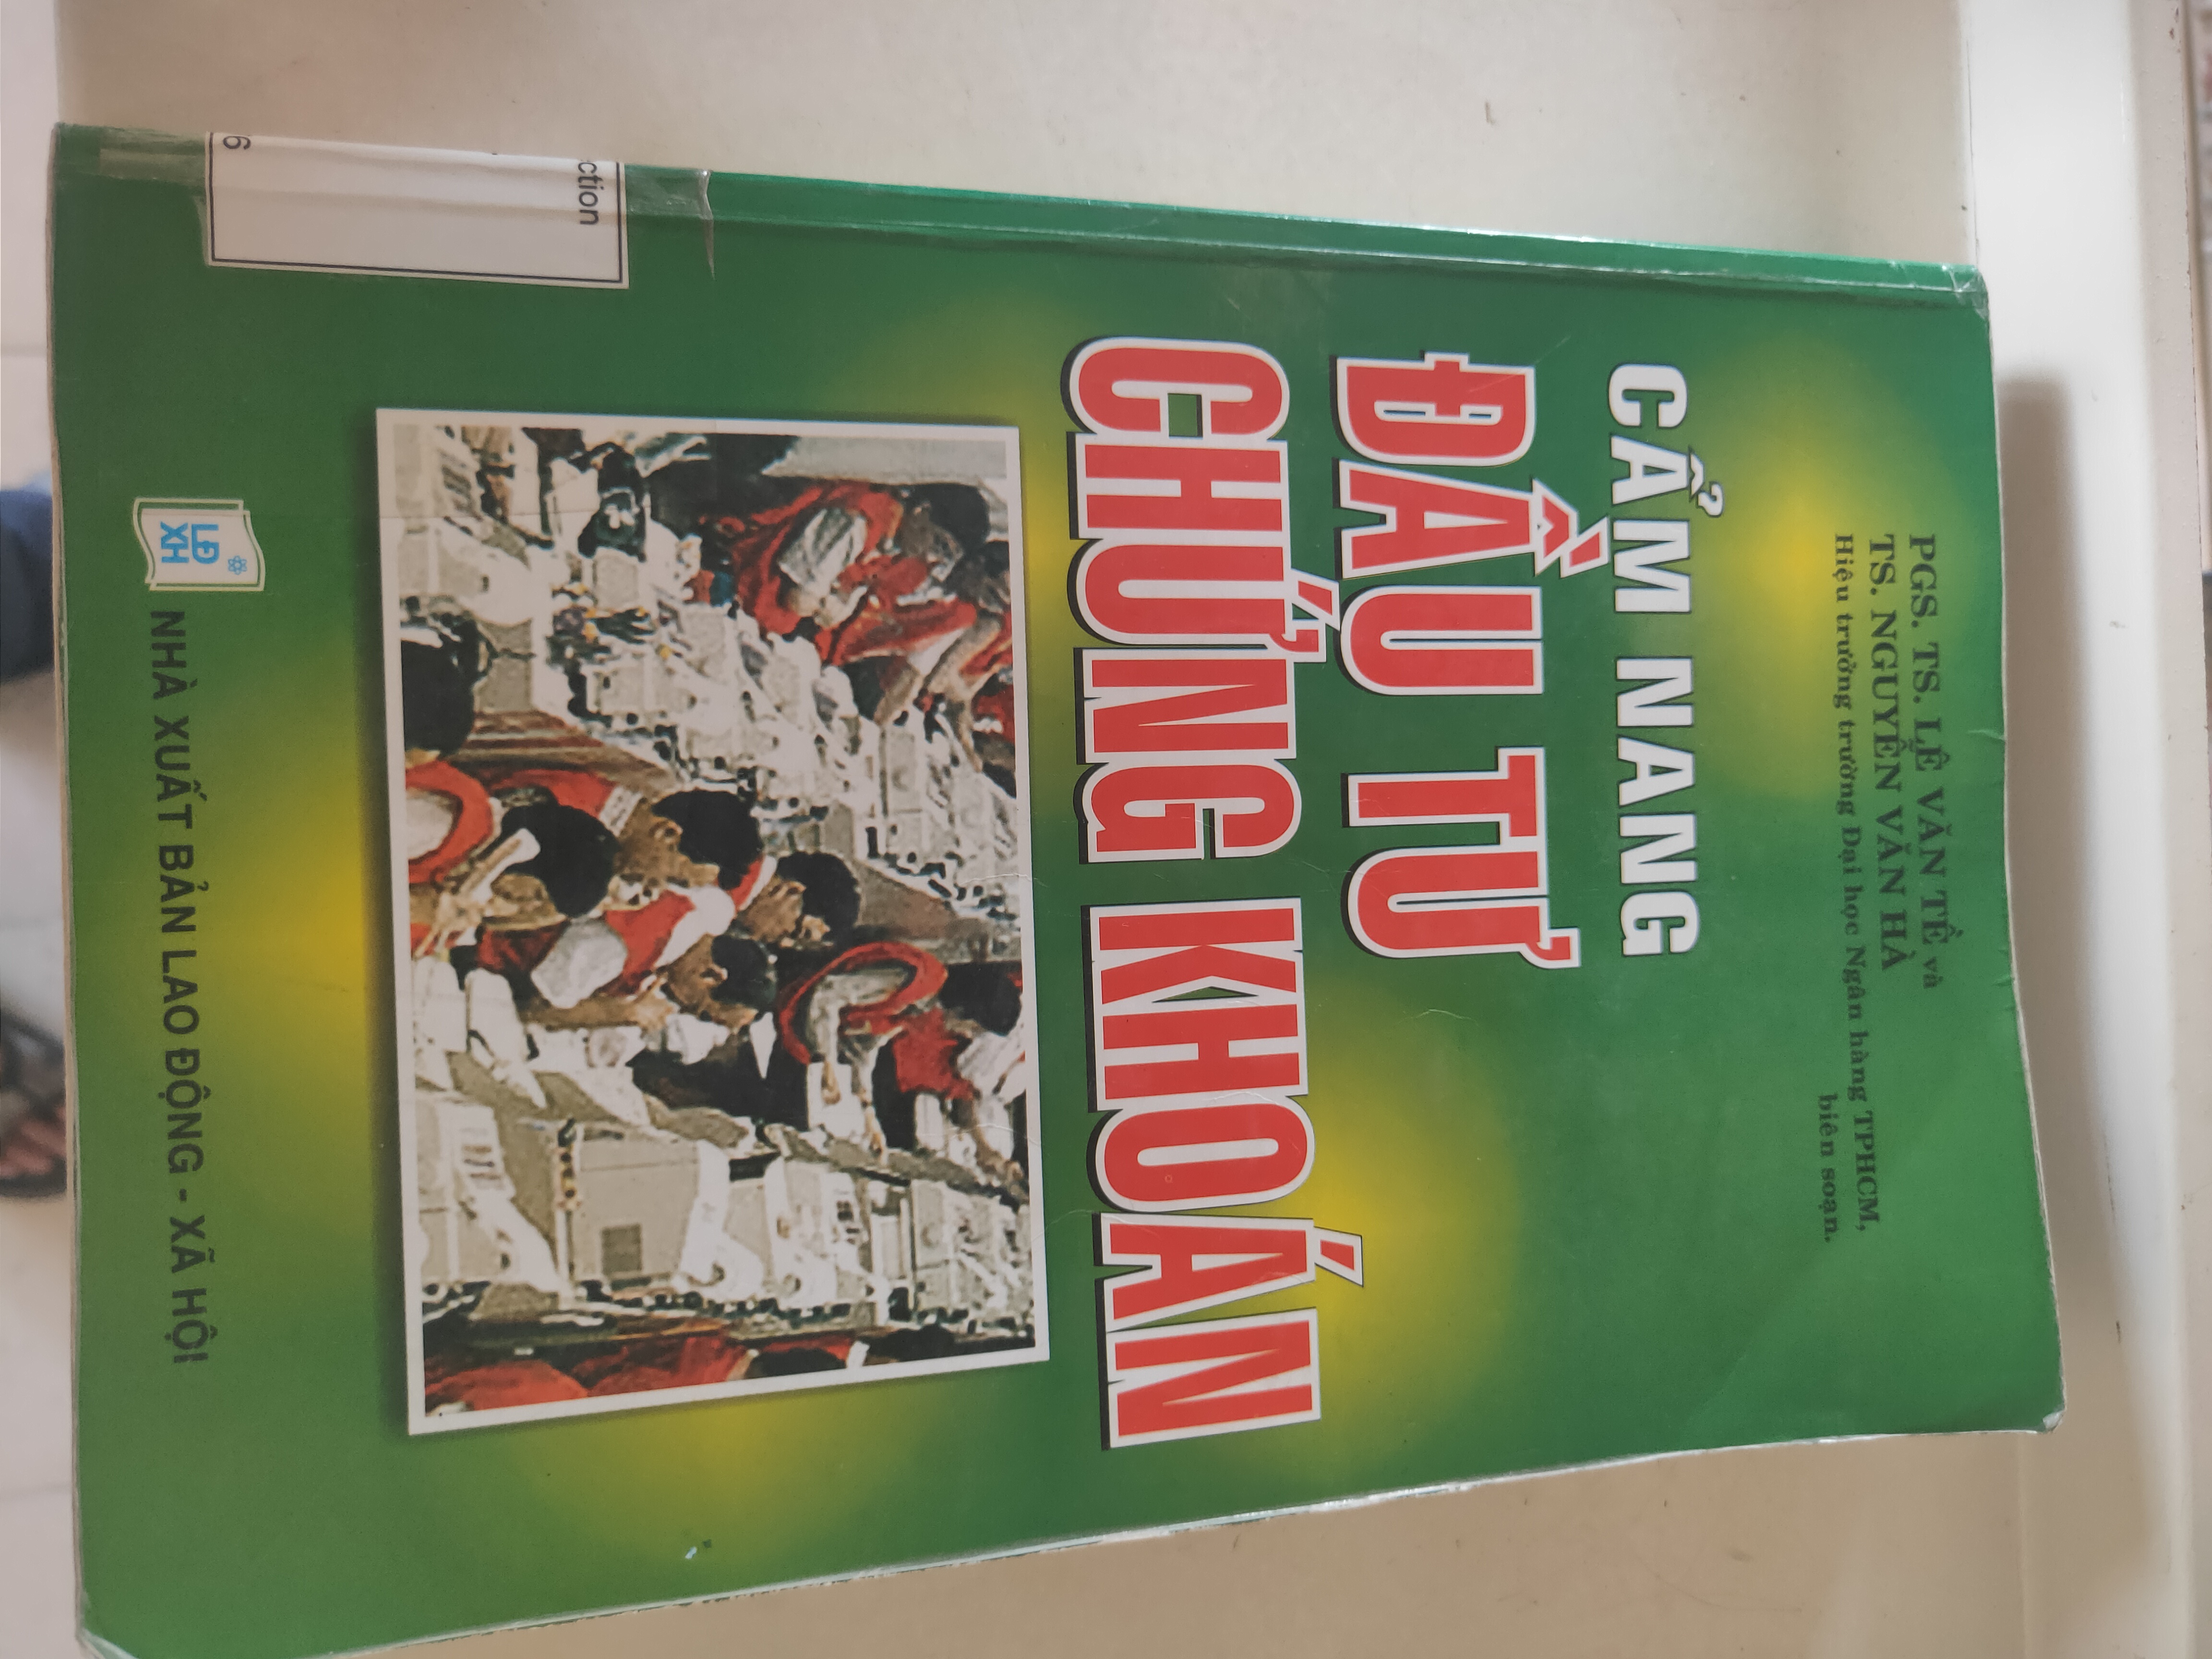 PGS. TS. LÊ VĂN TỀ và
TS. NGUYỄN VĂN HÀ
Hiệu trưởng trường Đại học Ngân hàng TPHCM,
biên soạn.
CẨM NANG
ĐẦU TƯ
CHỨNG KHOÁN
ction
6
LĐ
XH
NHÀ XUẤT BẢN LAO ĐỘNG - XÃ HỘI